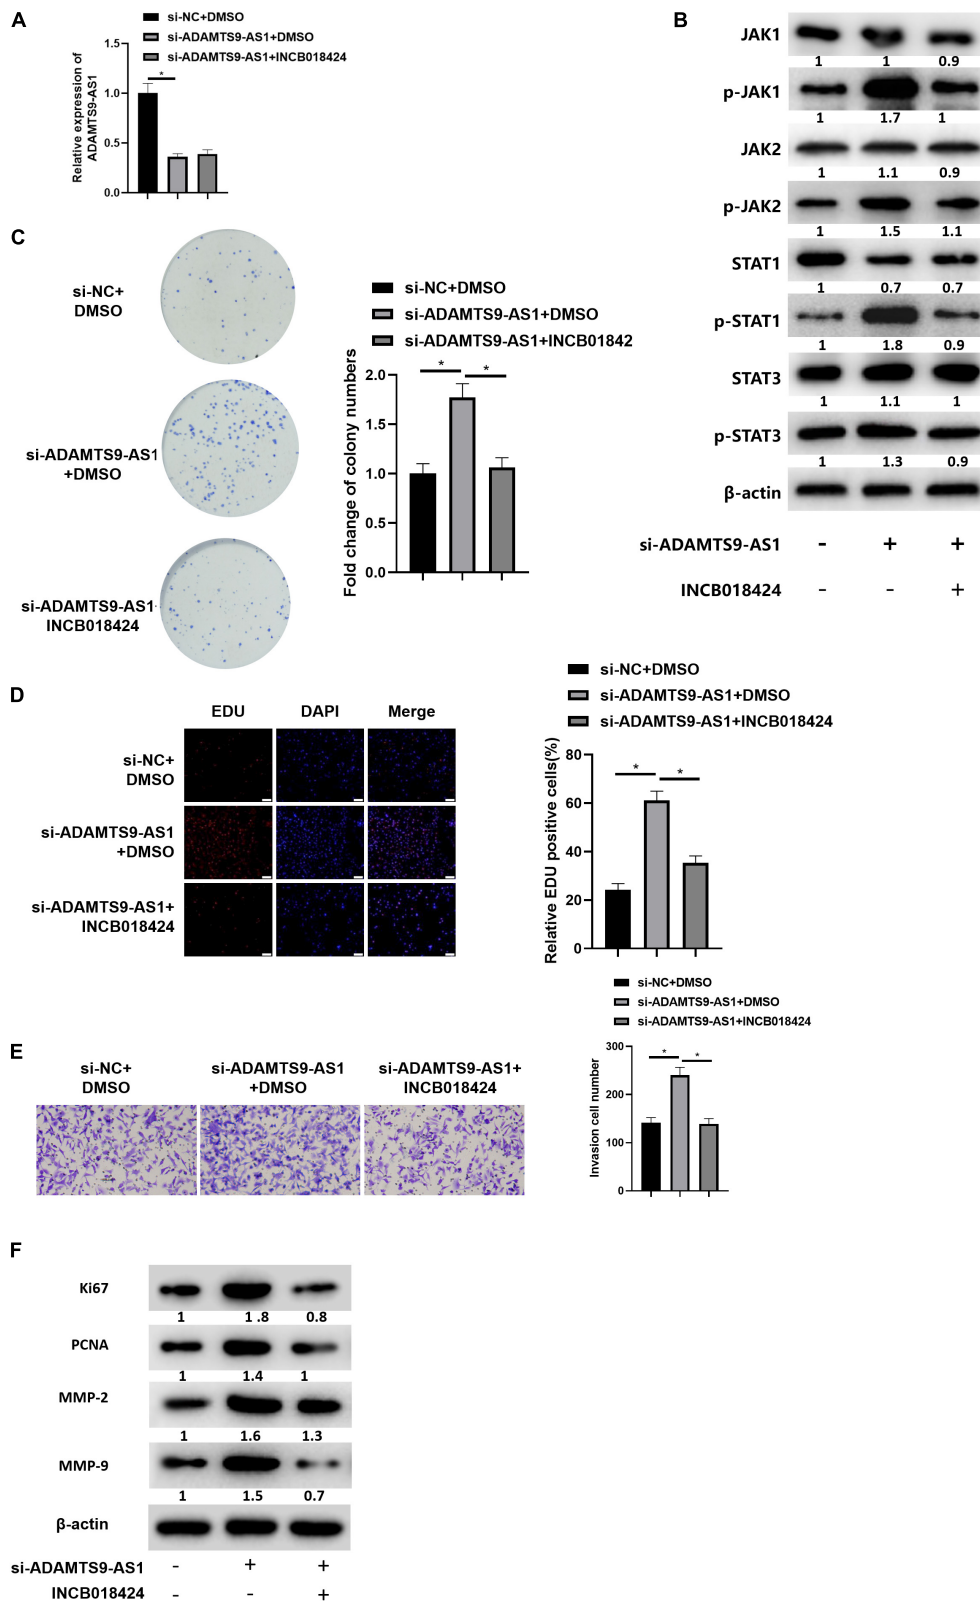 A
si-NC+DMSO
si-ADAMTS9-AS1+DMSO
si-ADAMTS9-AS1+INCB018424
Relative expression of
ADAMTS9-AS1
1.5
1.0
0.5
0.0
*
B
JAK1
1 1 0.9
p-JAK1
1 1.7 1
JAK2
1 1.1 0.9
p-JAK2
1 1.5 1.1
STAT1
1 0.7 0.7
p-STAT1
1 1.8 0.9
STAT3
1 1.1 1
p-STAT3
1 1.3 0.9
β-actin
si-ADAMTS9-AS1 - + +
INCB018424 - - +
C
si-NC+
DMSO
si-ADAMTS9-AS1
+DMSO
si-ADAMTS9-AS1
INCB018424
si-NC+DMSO
si-ADAMTS9-AS1+DMSO
si-ADAMTS9-AS1+INCB01842
Fold change of colony numbers
2.0
1.5
1.0
0.5
0.0
* *
D
EDU DAPI Merge
si-NC+
DMSO
si-ADAMTS9-AS1
+DMSO
si-ADAMTS9-AS1+
INCB018424
si-NC+DMSO
si-ADAMTS9-AS1+DMSO
si-ADAMTS9-AS1+INCB018424
Relative EDU positive cells(%)
80
60
40
20
0
* *
E
si-NC+
DMSO
si-ADAMTS9-AS1
+DMSO
si-ADAMTS9-AS1+
INCB018424
si-NC+DMSO
si-ADAMTS9-AS1+DMSO
si-ADAMTS9-AS1+INCB018424
Invasion cell number
300
200
100
0
* *
F
Ki67
1 1 .8 0.8
PCNA
1 1.4 1
MMP-2
1 1.6 1.3
MMP-9
1 1.5 0.7
β-actin
si-ADAMTS9-AS1 - + +
INCB018424 - - +